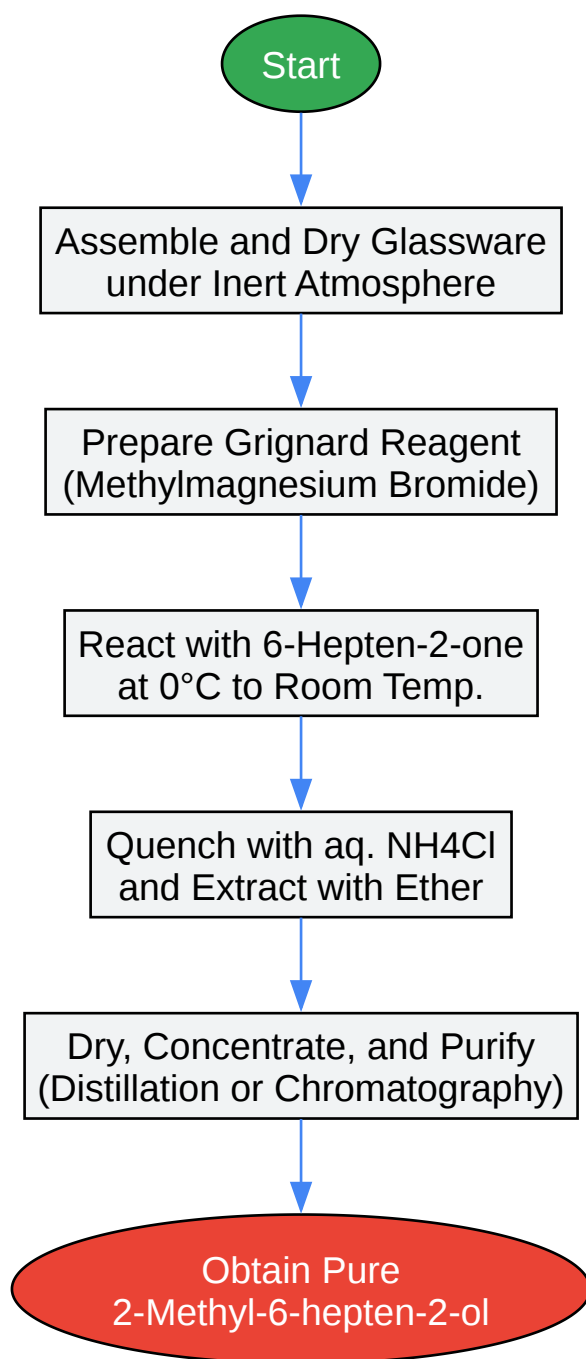 Start
Assemble and Dry Glassware
under Inert Atmosphere
Prepare Grignard Reagent
(Methylmagnesium Bromide)
React with 6-Hepten-2-one
at 0°C to Room Temp.
Quench with aq. NH4Cl
and Extract with Ether
Dry, Concentrate, and Purify
(Distillation or Chromatography)
Obtain Pure
2-Methyl-6-hepten-2-ol